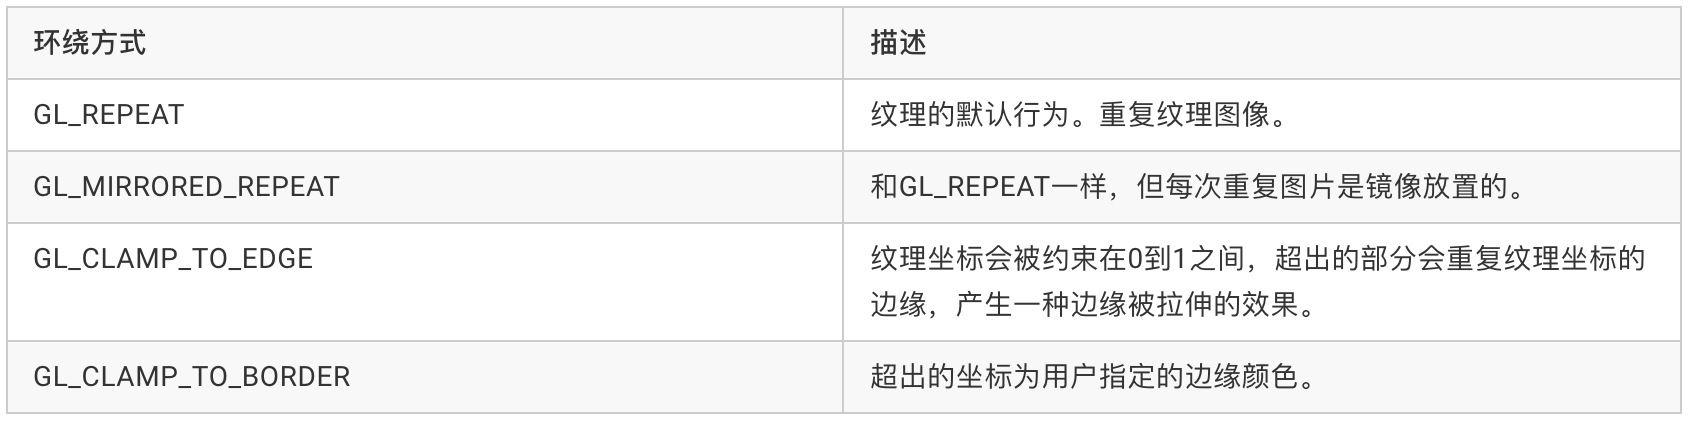 环绕方式
描述
GL_REPEAT
纹理的默认行为。重复纹理图像。
GL_MIRRORED_REPEAT
和GL_REPEAT一样，但每次重复图片是镜像放置的。
GL_CLAMP_TO_EDGE
纹理坐标会被约束在0到1之间，超出的部分会重复纹理坐标的
边缘，产生一种边缘被拉伸的效果。
GL_CLAMP_TO_BORDER
超出的坐标为用户指定的边缘颜色。